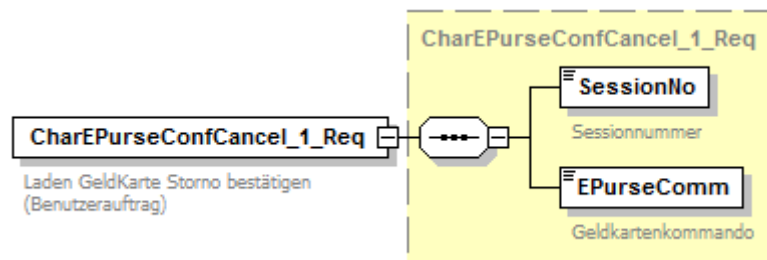 CharEPurseConfCancel_1_Req
SessionNo
Sessionnummer
CharEPurseConfCancel_1_Req
Laden GeldKarte Storno bestätigen
(Benutzerauftrag)
EPurseComm
Geldkartenkommando